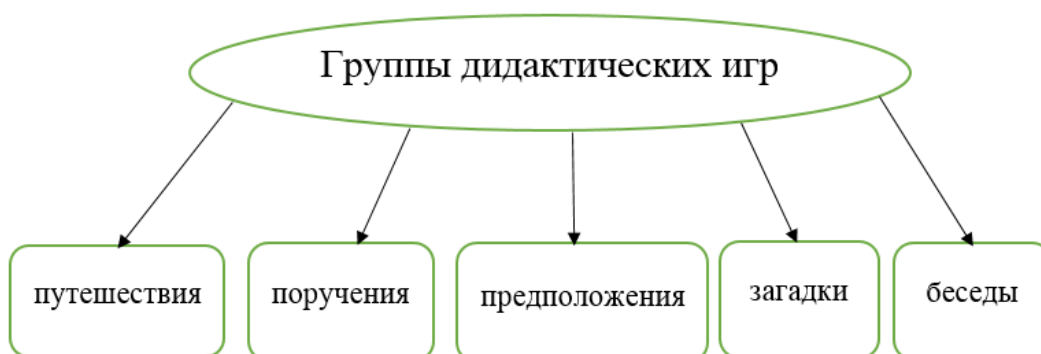 Группы дидактических игр
путешествия
поручения
предположения
загадки
беседы